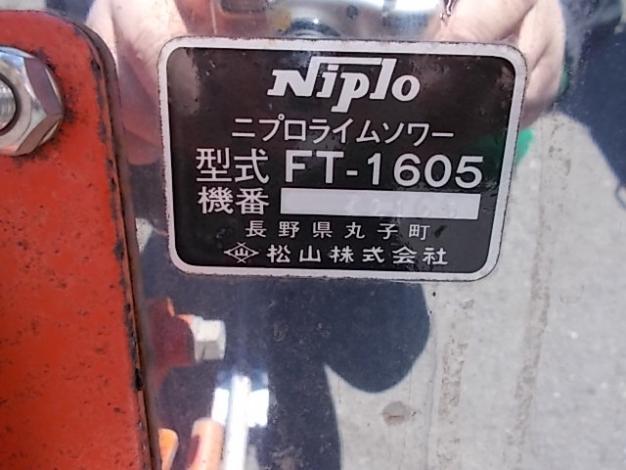 Niplo
ニプロライムソワー
型式 FT-1605
機番
長野県丸子町
松山株式会社